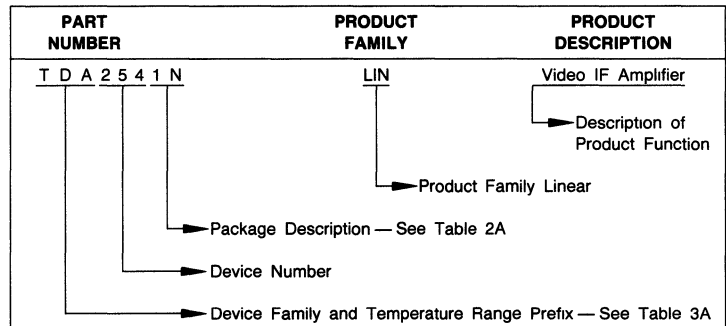 PART NUMBER PRODUCT FAMILY PRODUCT DESCRIPTION
T D A 2 5 4 1 N LIN Video IF Amplifier
Description of
Product Function
Product Family Linear
Package Description — See Table 2A
Device Number
Device Family and Temperature Range Prefix — See Table 3A